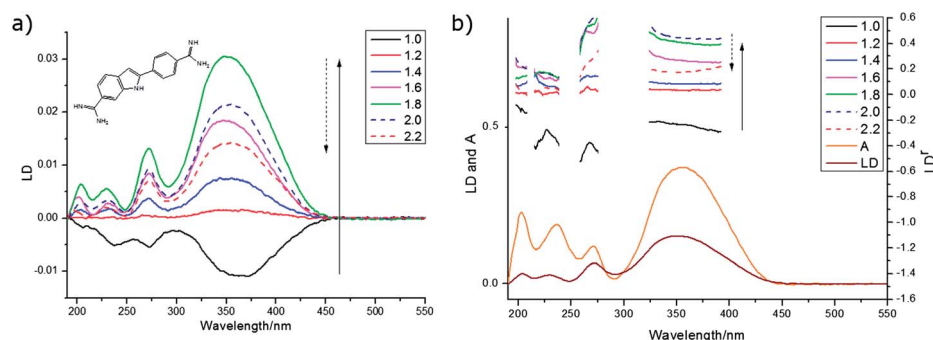 a)
0.03
0.02
0.01
0.00
-0.01
LD
200 250 300 350 400 450 500 550
Wavelength/nm
1.0
1.2
1.4
1.6
1.8
2.0
2.2
HN
NH₂
NH
NH
NH₂
b)
0.5
0.0
LD and A
200 250 300 350 400 450 500 550
Wavelength/nm
1.0
1.2
1.4
1.6
1.8
2.0
2.2
A
LD
0.6
0.4
0.2
0.0
-0.2
-0.4
-0.6
-0.8
-1.0
-1.2
-1.4
-1.6
LDʳ